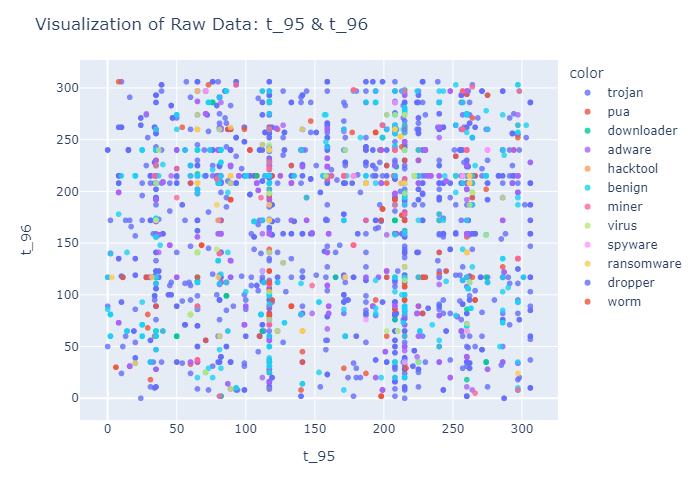 Visualization of Raw Data: t_95 & t_96
color
trojan
pua
downloader
adware
hacktool
benign
miner
virus
spyware
ransomware
dropper
worm
t_96
300
250
200
150
100
50
0
0 50 100 150 200 250 300
t_95